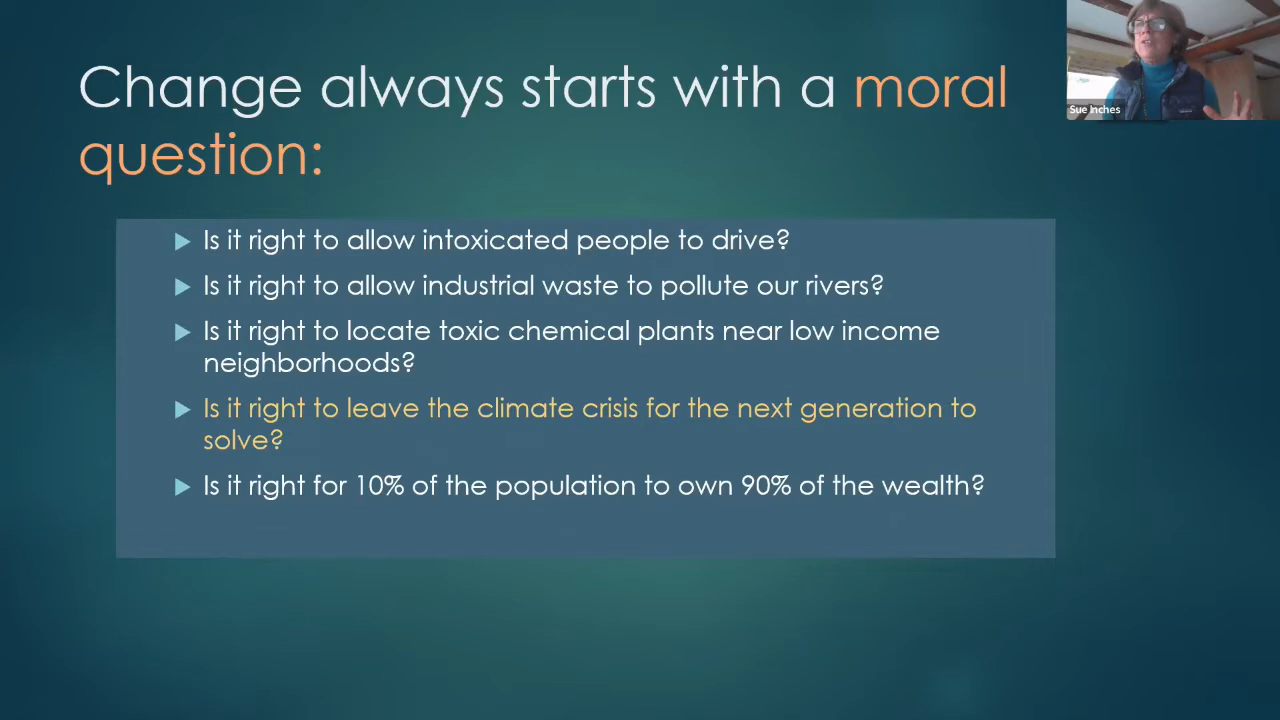 Change always starts with a moral
question:
Is it right to allow intoxicated people to drive?
Is it right to allow industrial waste to pollute our rivers?
Is it right to locate toxic chemical plants near low income
neighborhoods?
Is it right to leave the climate crisis for the next generation to
solve?
Is it right for 10% of the population to own 90% of the wealth?
Sue Inches